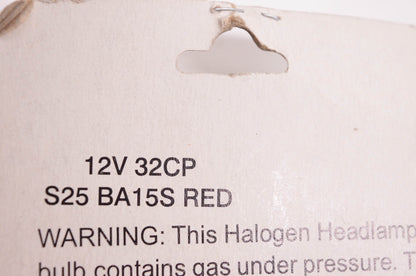 12V 32CP
S25 BA15S RED
WARNING: This Halogen Headlamp
bulb contains gas under pressure. T